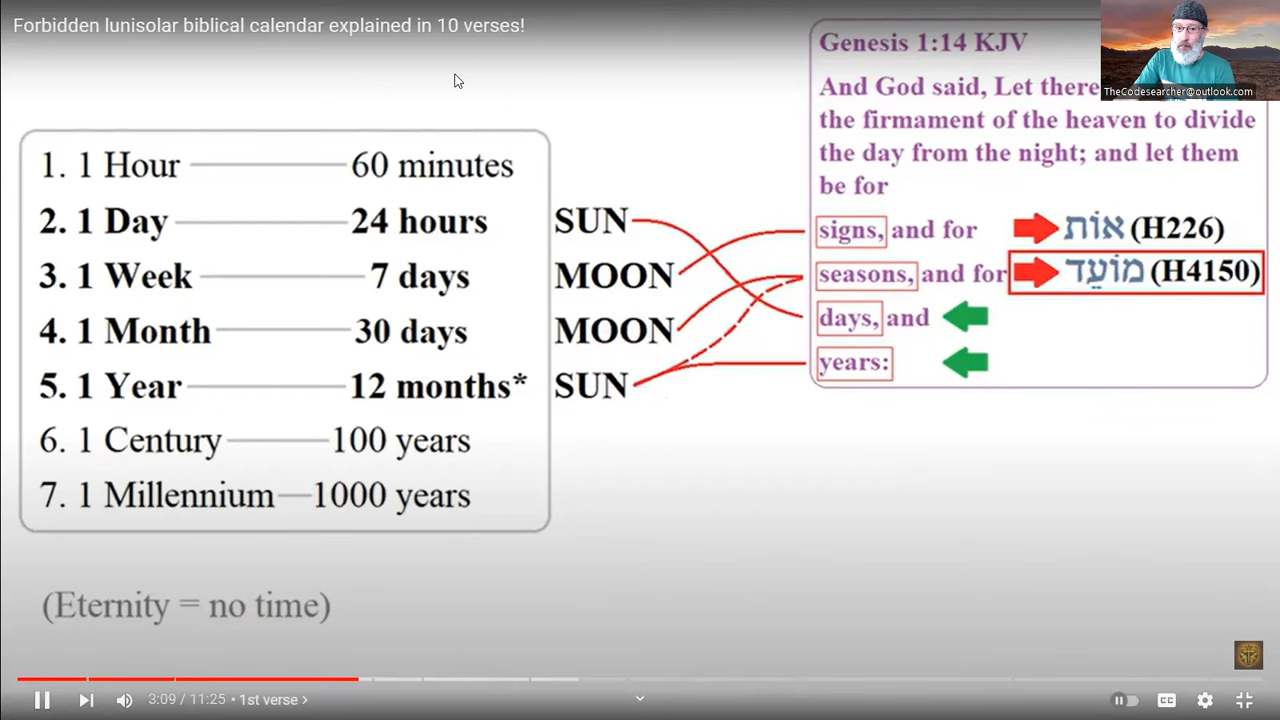 Forbidden lunisolar biblical calendar explained in 10 verses!
TheCodesearcher@outlook.com
1. 1 Hour 60 minutes
2. 1 Day 24 hours SUN
3. 1 Week 7 days MOON
4. 1 Month 30 days MOON
5. 1 Year 12 months* SUN
6. 1 Century 100 years
7. 1 Millennium 1000 years
(Eternity = no time)
Genesis 1:14 KJV
And God said, Let there
the firmament of the heaven to divide
the day from the night; and let them
be for
signs, and for אוֹת (H226)
seasons, and for מוֹעֵד (H4150)
days, and
years:
3:09 / 11:25 • 1st verse >
CC